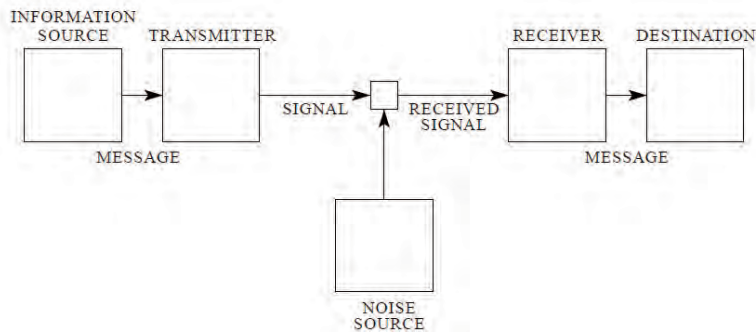 INFORMATION
SOURCE
TRANSMITTER
RECEIVER
DESTINATION
SIGNAL
RECEIVED
SIGNAL
MESSAGE
MESSAGE
NOISE
SOURCE